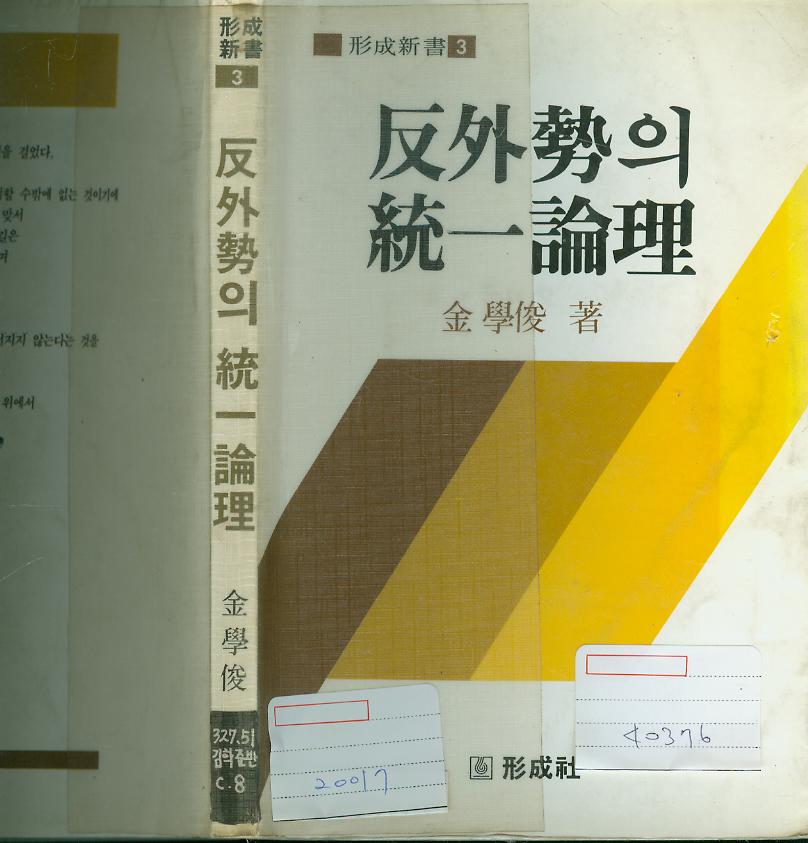 을 걸었다.
할 수밖에 없는 것이기에
맞서
길은
며
지지 않는다는 것을
위에서
形成
新書
3
反外勢의 統一論理
金學俊
327.51
김학준반
C.8
形成新書 3
反外勢의
統一論理
金學俊 著
20017
40376
形成社